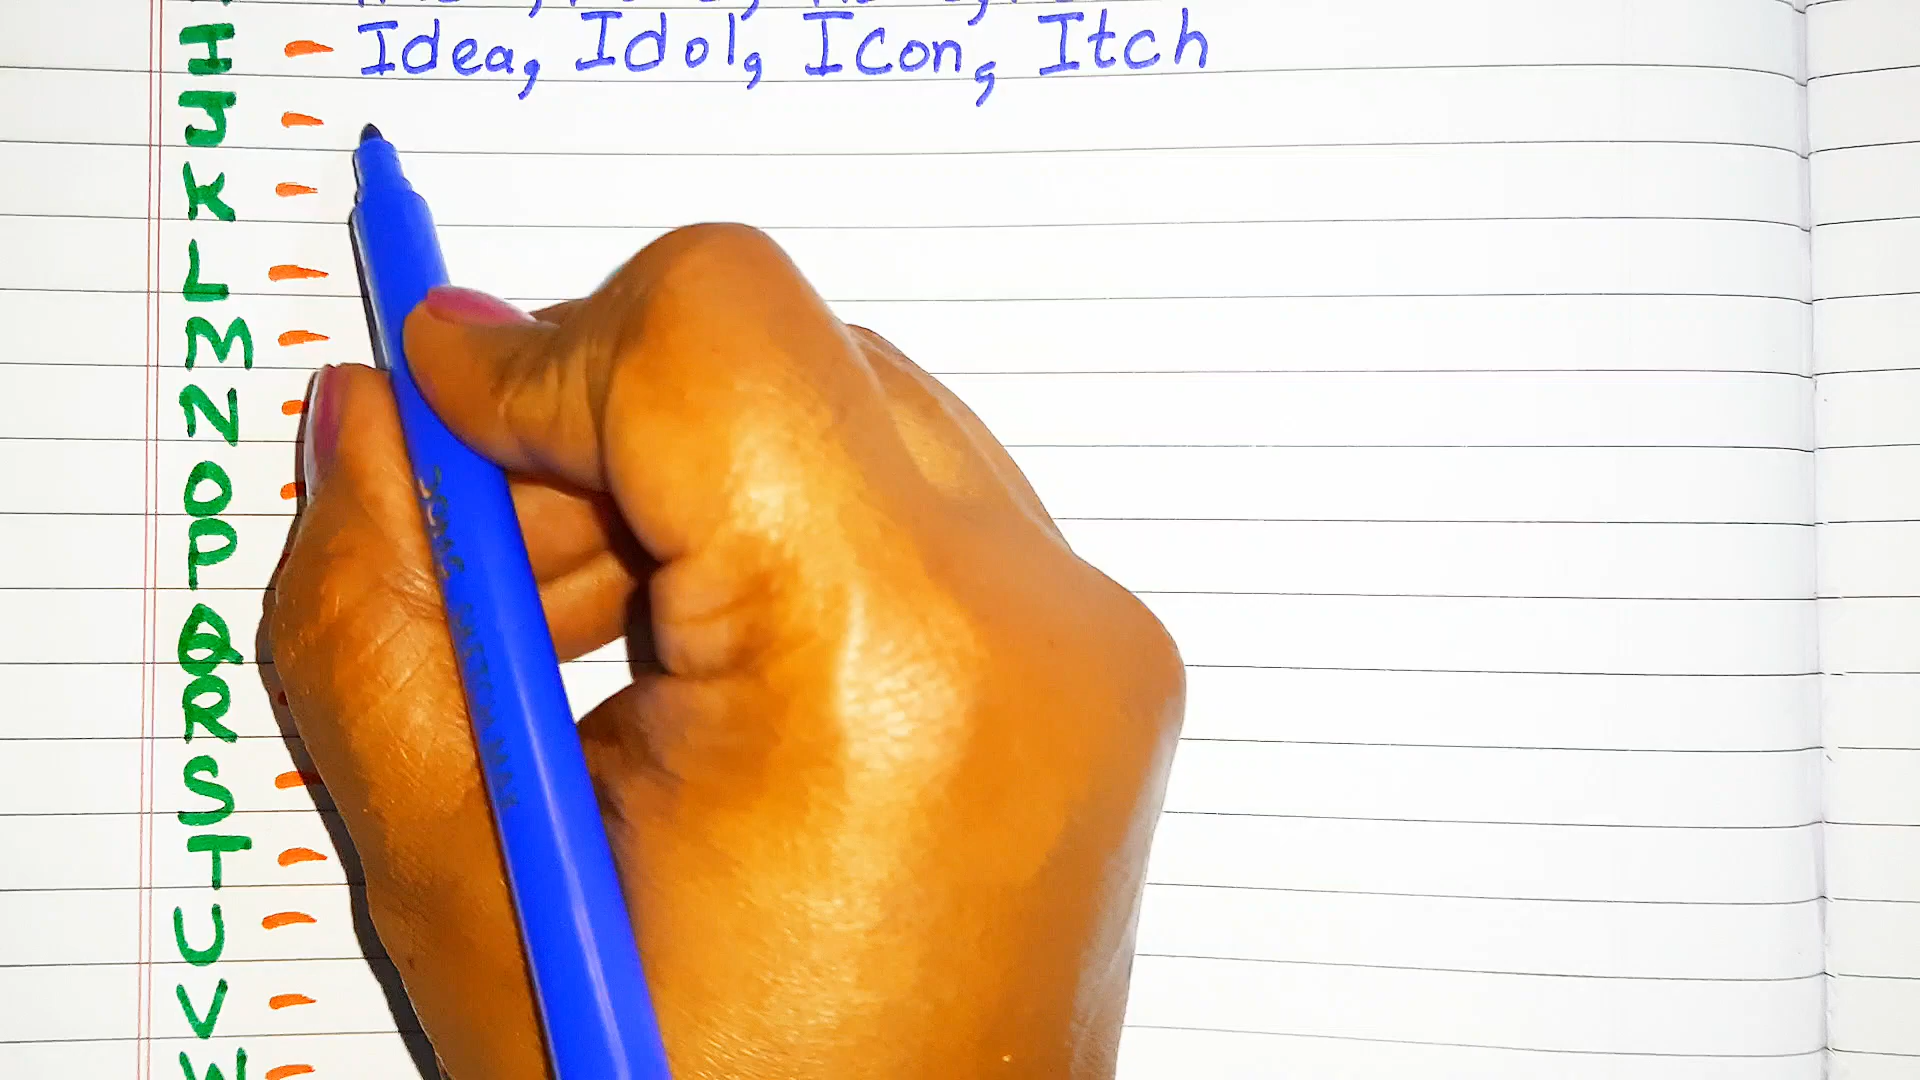 I - Idea, Idol, Icon, Itch
J -
K -
L -
M -
N -
O -
P
Q
R
S -
T -
U -
V -
W -